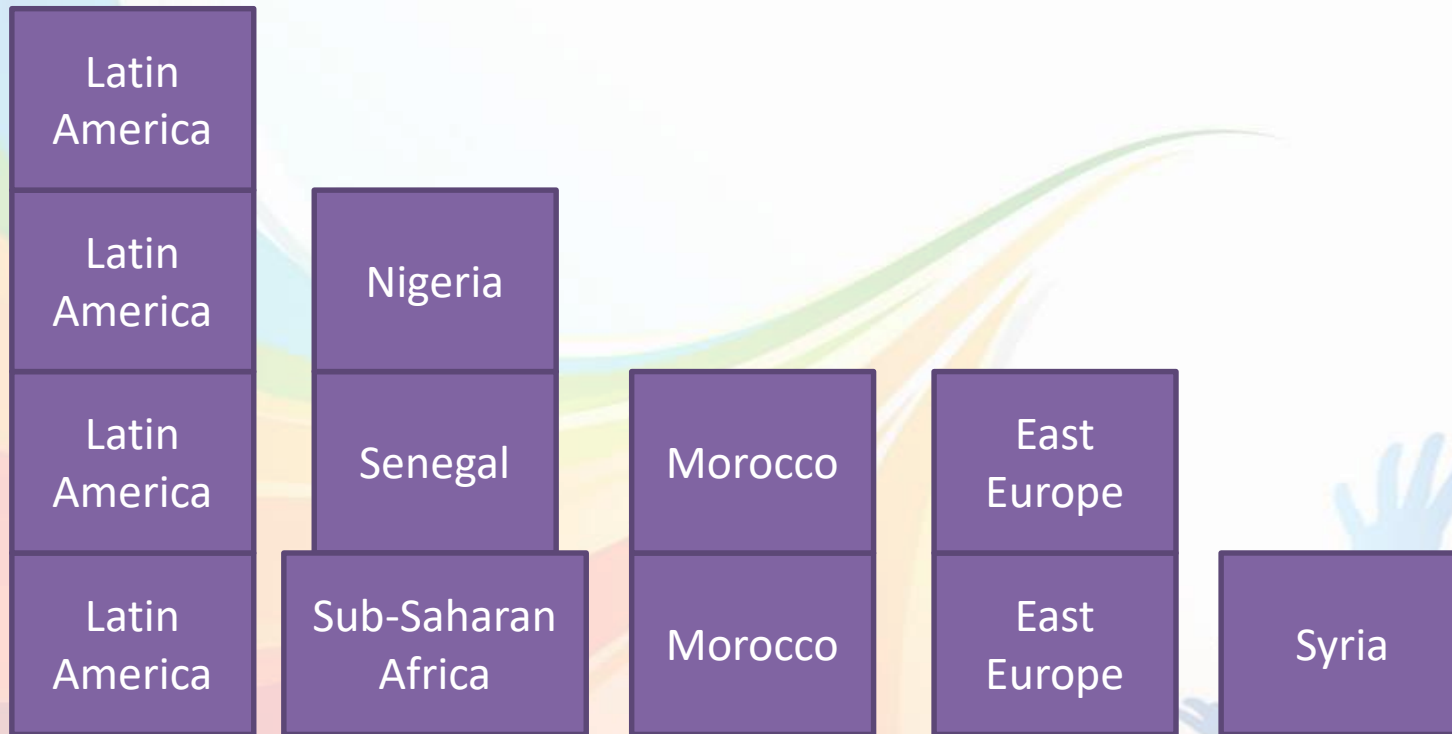 Latin
America
Latin
America
Nigeria
Latin
America
Senegal
Morocco
East
Europe
Latin
America
Sub-Saharan
Africa
Morocco
East
Europe
Syria